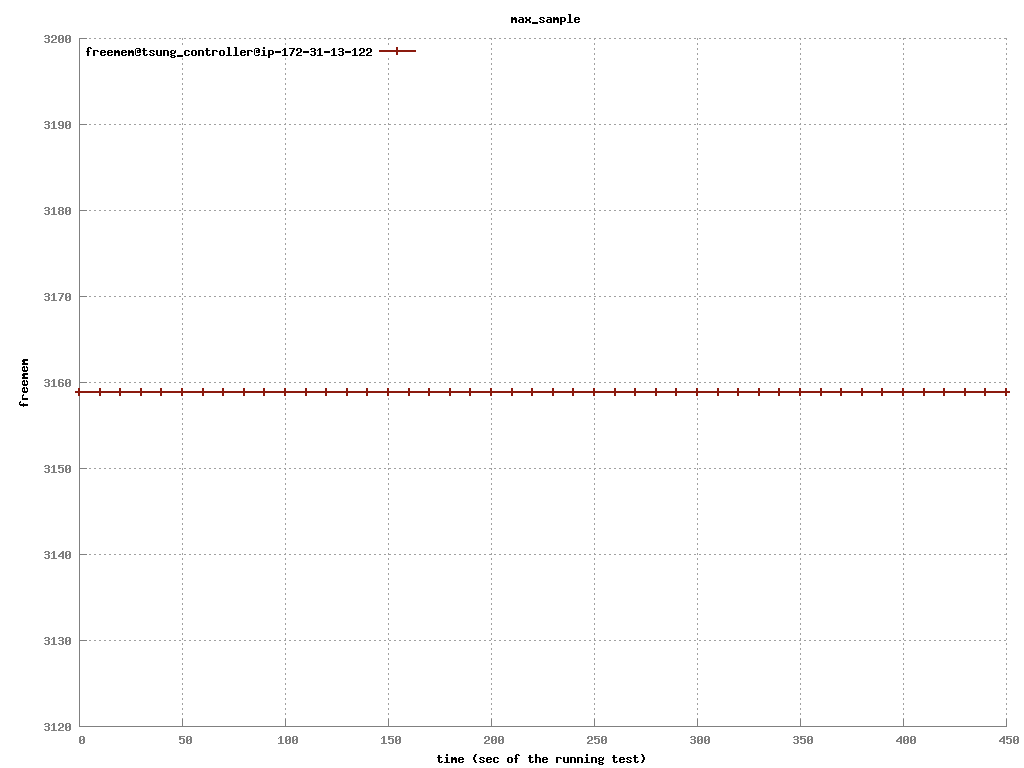 max_sample
freemem@tsung_controller@ip-172-31-13-122
3200
3190
3180
3170
3160
3150
3140
3130
3120
freemem
0 50 100 150 200 250 300 350 400 450
time (sec of the running test)